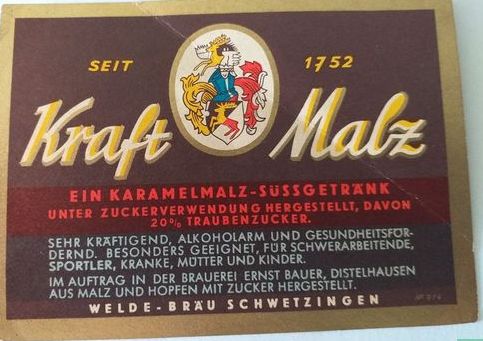 SEIT 1752
Kraft Malz
EIN KARAMELMALZ-SÜSSGETRÄNK
UNTER ZUCKERVERWENDUNG HERGESTELLT, DAVON
20% TRAUBENZUCKER.
SEHR KRÄFTIGEND, ALKOHOLARM UND GESUNDHEITSFÖR-
DERND. BESONDERS GEEIGNET, FÜR SCHWERARBEITENDE,
SPORTLER, KRANKE, MÜTTER UND KINDER.
IM AUFTRAG IN DER BRAUEREI ERNST BAUER, DISTELHAUSEN
AUS MALZ UND HOPFEN MIT ZUCKER HERGESTELLT.
WELDE-BRÄU SCHWETZINGEN